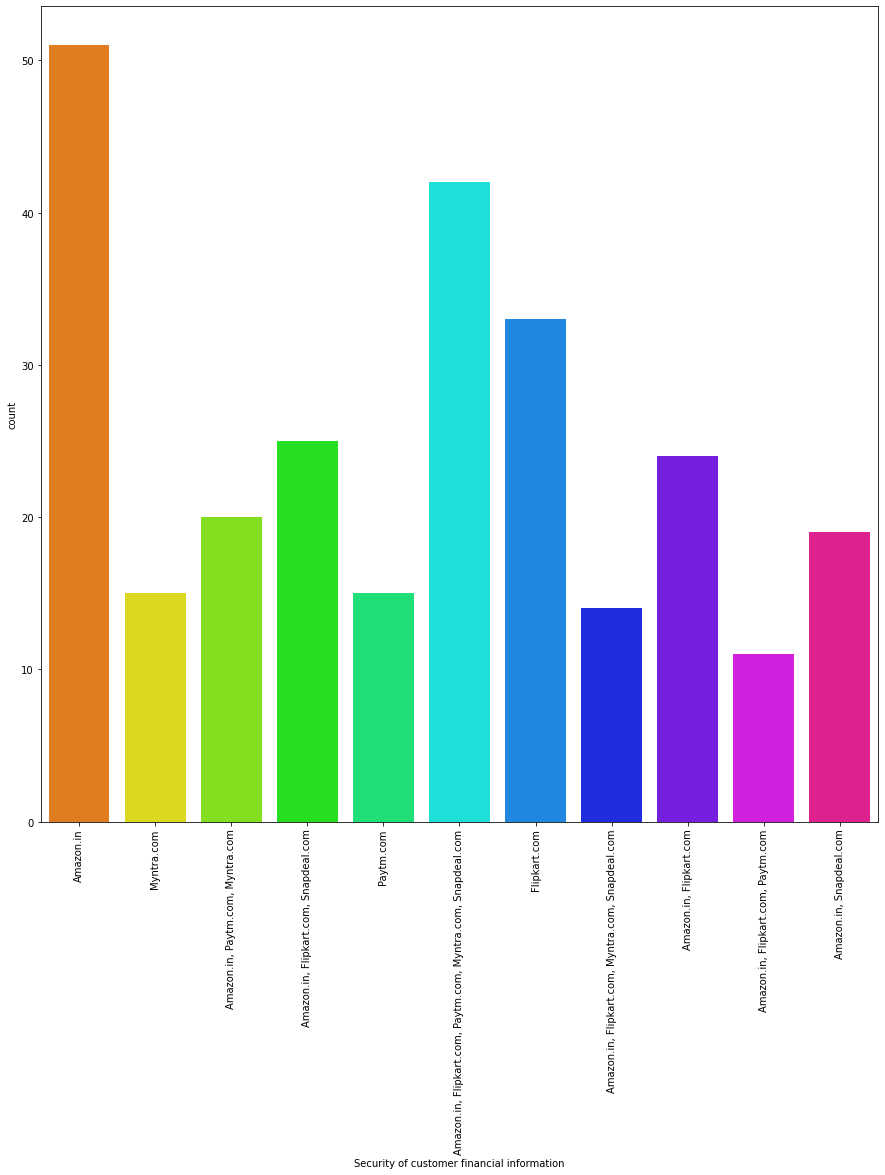 50
40
30
20
10
0
count
Amazon.in
Myntra.com
Amazon.in, Paytm.com, Myntra.com
Amazon.in, Flipkart.com, Snapdeal.com
Paytm.com
Amazon.in, Flipkart.com, Paytm.com, Myntra.com, Snapdeal.com
Flipkart.com
Amazon.in, Flipkart.com, Myntra.com, Snapdeal.com
Amazon.in, Flipkart.com
Amazon.in, Flipkart.com, Paytm.com
Amazon.in, Snapdeal.com
Security of customer financial information